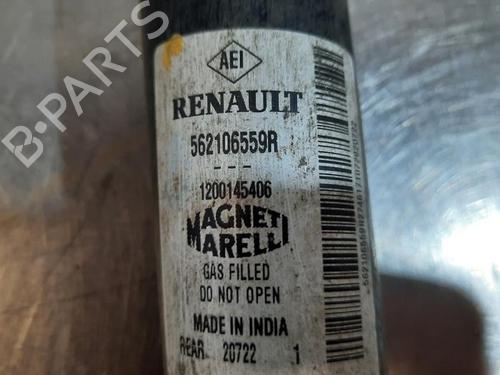 AEI
RENAULT
562106559R
- - -
1200145406
MAGNETI
MARELLI
GAS FILLED
DO NOT OPEN
MADE IN INDIA
REAR 20722 1
B-PARTS